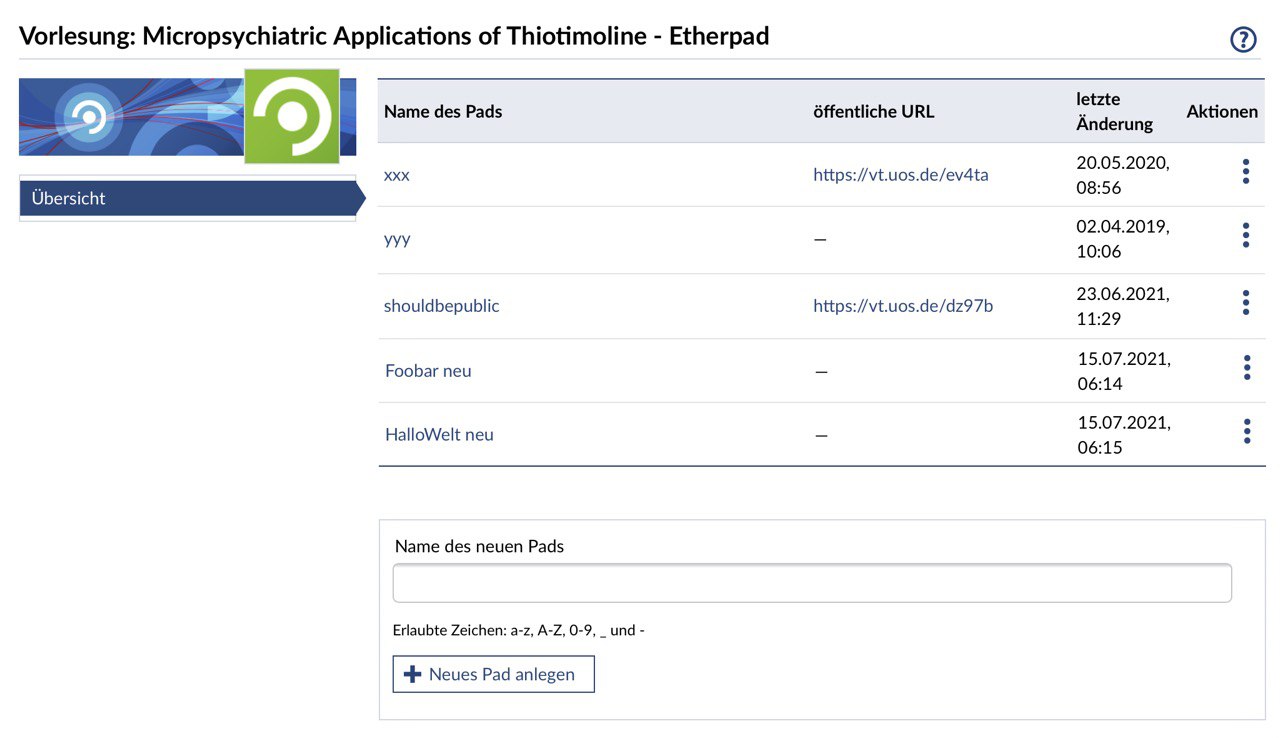 Vorlesung: Micropsychiatric Applications of Thiotimoline - Etherpad
?
Übersicht
Name des Pads öffentliche URL letzte Änderung Aktionen
xxx https://vt.uos.de/ev4ta 20.05.2020, 08:56
yyy — 02.04.2019, 10:06
shouldbepublic https://vt.uos.de/dz97b 23.06.2021, 11:29
Foobar neu — 15.07.2021, 06:14
HalloWelt neu — 15.07.2021, 06:15
Name des neuen Pads
Erlaubte Zeichen: a-z, A-Z, 0-9, _ und -
Neues Pad anlegen